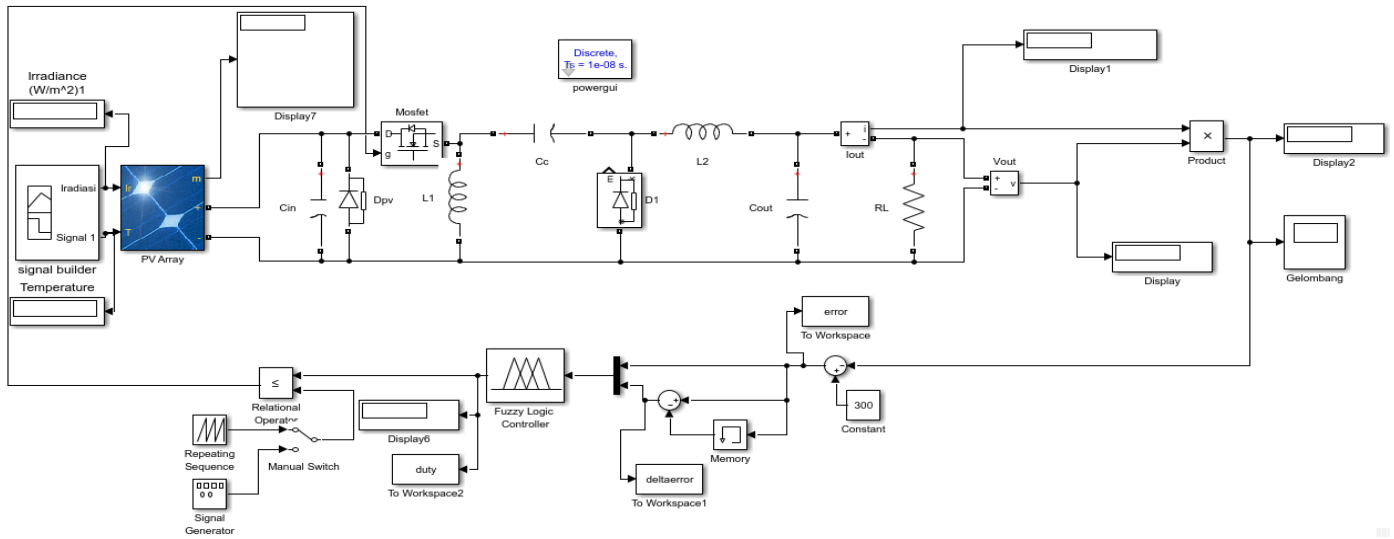 Irradiance
(W/m^2)1
Display7
Discrete,
Ts = 1e-08 s.
powergui
Display1
Mosfet
D
g
S
Cc
L2
+
i
-
Iout
×
Product
Display2
Iradiasi
Signal 1
signal builder
Ir
T
m
+
-
PV Array
Cin
Dpv
L1
E
D1
Cout
RL
Vout
+
-
v
Display
Gelombang
Temperature
error
To Workspace
≤
Relational
Operator
Display6
Fuzzy Logic
Controller
-
+
300
Constant
-
+
Memory
Repeating
Sequence
Manual Switch
duty
To Workspace2
deltaerror
To Workspace1
Signal
Generator